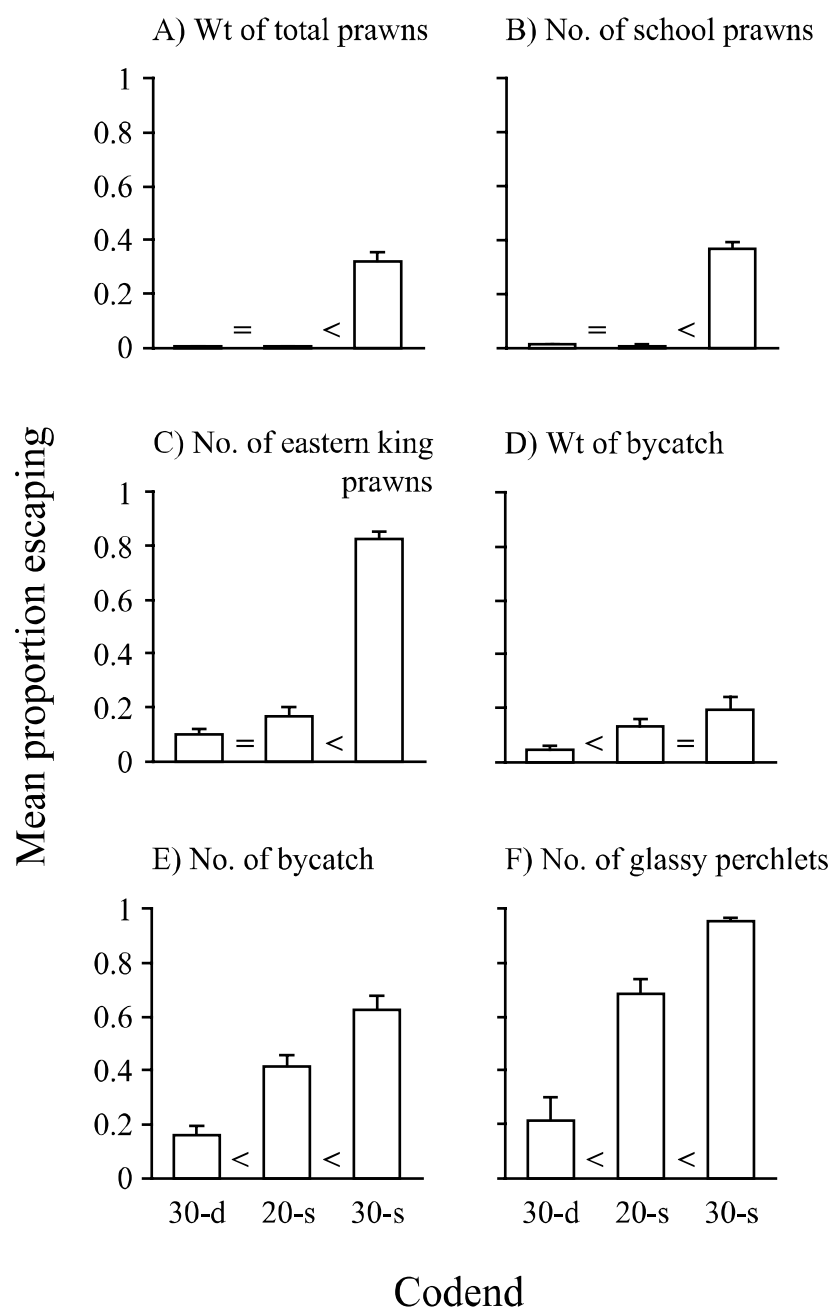 A) Wt of total prawns
B) No. of school prawns
1
0.8
0.6
0.4
0.2
0
= <
= <
C) No. of eastern king
prawns
D) Wt of bycatch
1
0.8
0.6
0.4
0.2
0
= <
< =
Mean proportion escaping
E) No. of bycatch
F) No. of glassy perchlets
1
0.8
0.6
0.4
0.2
0
< <
< <
30-d 20-s 30-s
30-d 20-s 30-s
Codend